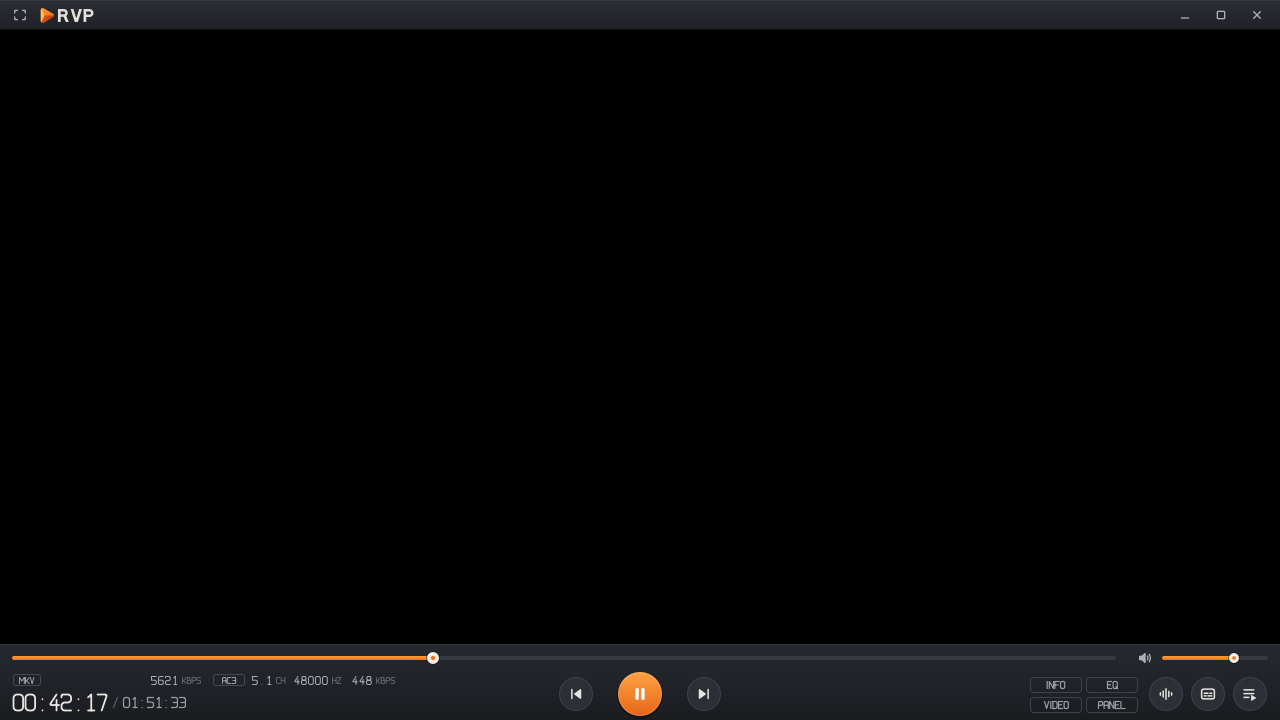 RVP
MKV 5621 KBPS AC3 5.1 CH 48000 HZ 448 KBPS
00:42:17 / 01:51:33
INFO EQ
VIDEO PANEL